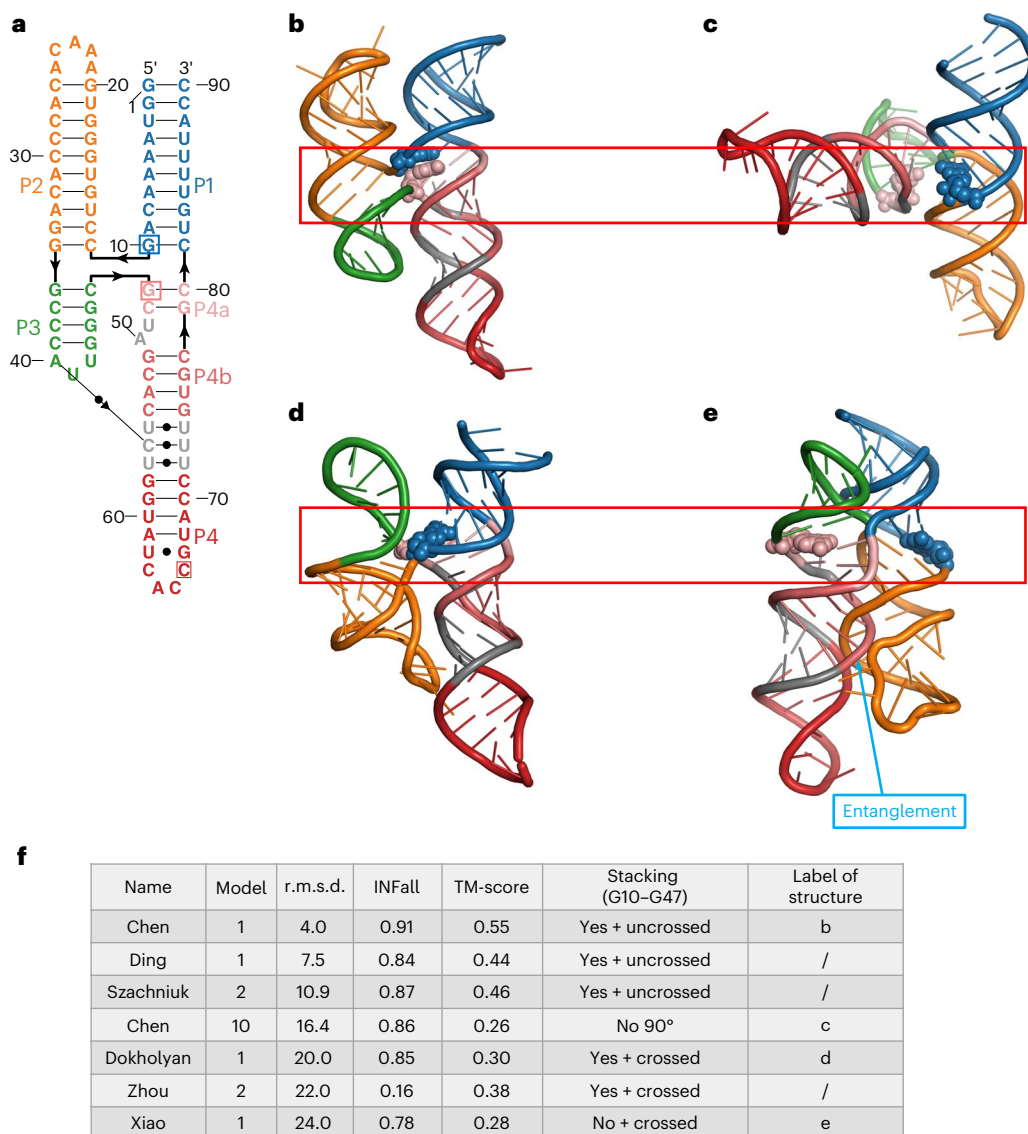 a
A
C A
A A 5' 3'
C G 20 G C 90
A U 1 G C
C G U A
C G A U
30 C G A U
A U P2 A U P1
C G A U
A U C G
G C A U
G C 10 G C
G C G C 80
C G C G P4a
P3 C G 50 U
C G A
40 A U G C
U C G P4b
A U
C G
U U
C U
U U
G C
G C 70
60 U A
A U P4
U G
C C
A C
b
c
d
e
Entanglement
f
Name Model r.m.s.d. INFall TM-score Stacking (G10–G47) Label of structure
Chen 1 4.0 0.91 0.55 Yes + uncrossed b
Ding 1 7.5 0.84 0.44 Yes + uncrossed /
Szachniuk 2 10.9 0.87 0.46 Yes + uncrossed /
Chen 10 16.4 0.86 0.26 No 90° c
Dokholyan 1 20.0 0.85 0.30 Yes + crossed d
Zhou 2 22.0 0.16 0.38 Yes + crossed /
Xiao 1 24.0 0.78 0.28 No + crossed e